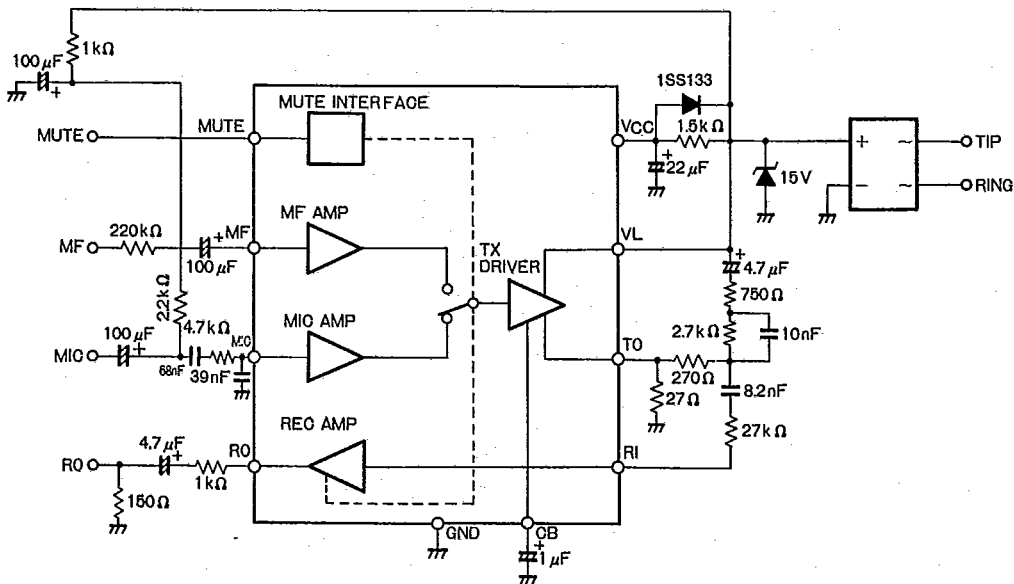 1kΩ
100μF
+
MUTE
MUTE
MUTE INTERFACE
1SS133
VCC
1.5kΩ
+
22μF
15V
+
−
~
~
TIP
RING
MF
220kΩ
+
100μF
MF
MF AMP
TX
DRIVER
VL
+
4.7μF
750Ω
2.7kΩ
10nF
2.2kΩ
MIC
100μF
+
4.7kΩ
68nF
39nF
MIC
MIC AMP
TO
270Ω
27Ω
8.2nF
27kΩ
REC AMP
RO
4.7μF
+
1kΩ
RO
150Ω
RI
GND
CB
+
1μF